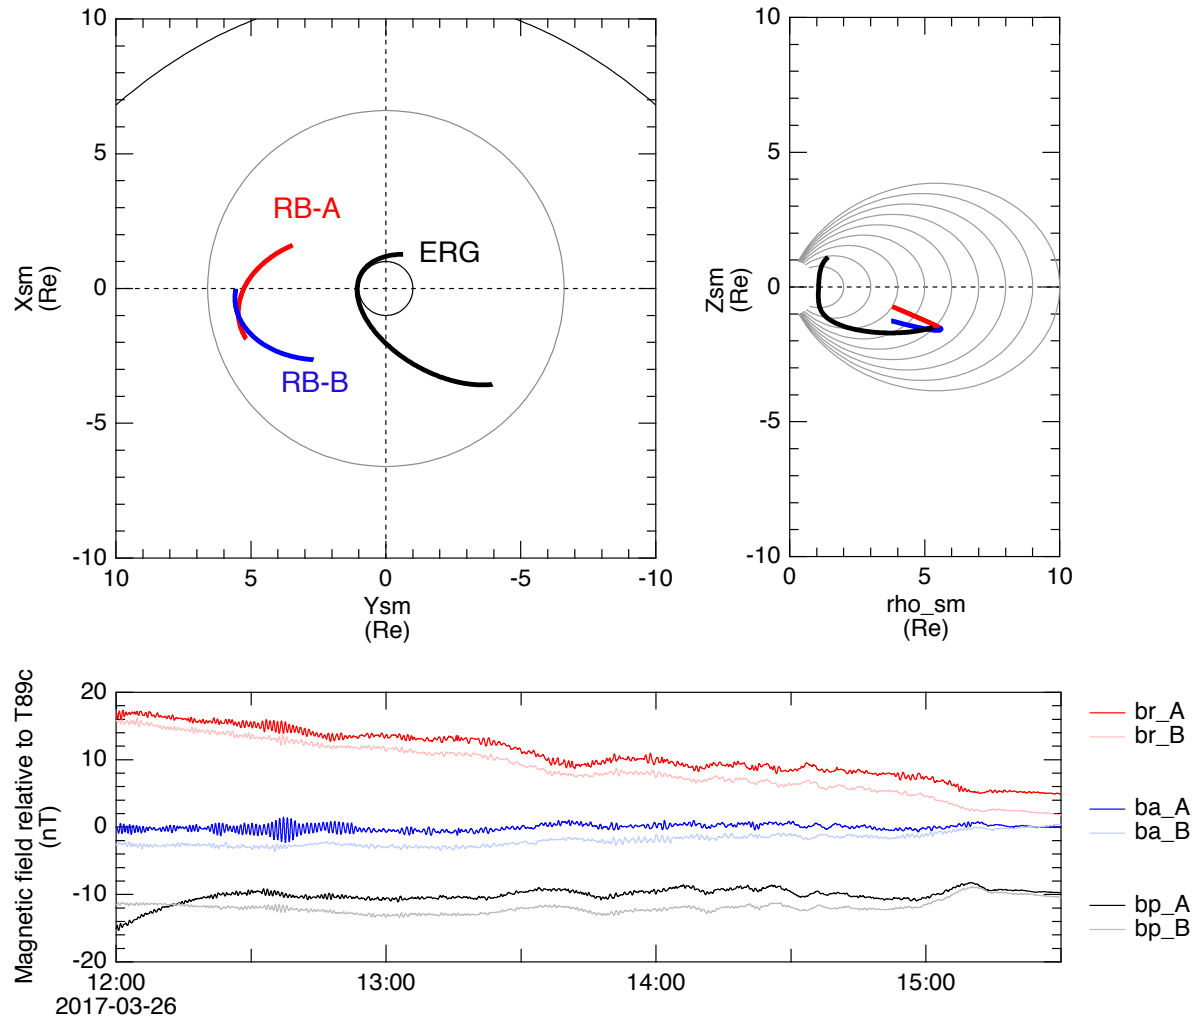 10
5
0
-5
-10
Xsm
(Re)
RB-A
ERG
RB-B
10
5
0
-5
-10
Ysm
(Re)
10
5
0
-5
-10
Zsm
(Re)
0
5
10
rho_sm
(Re)
Magnetic field relative to T89c
(nT)
20
10
0
-10
-20
12:00
13:00
14:00
15:00
2017-03-26
br_A
br_B
ba_A
ba_B
bp_A
bp_B